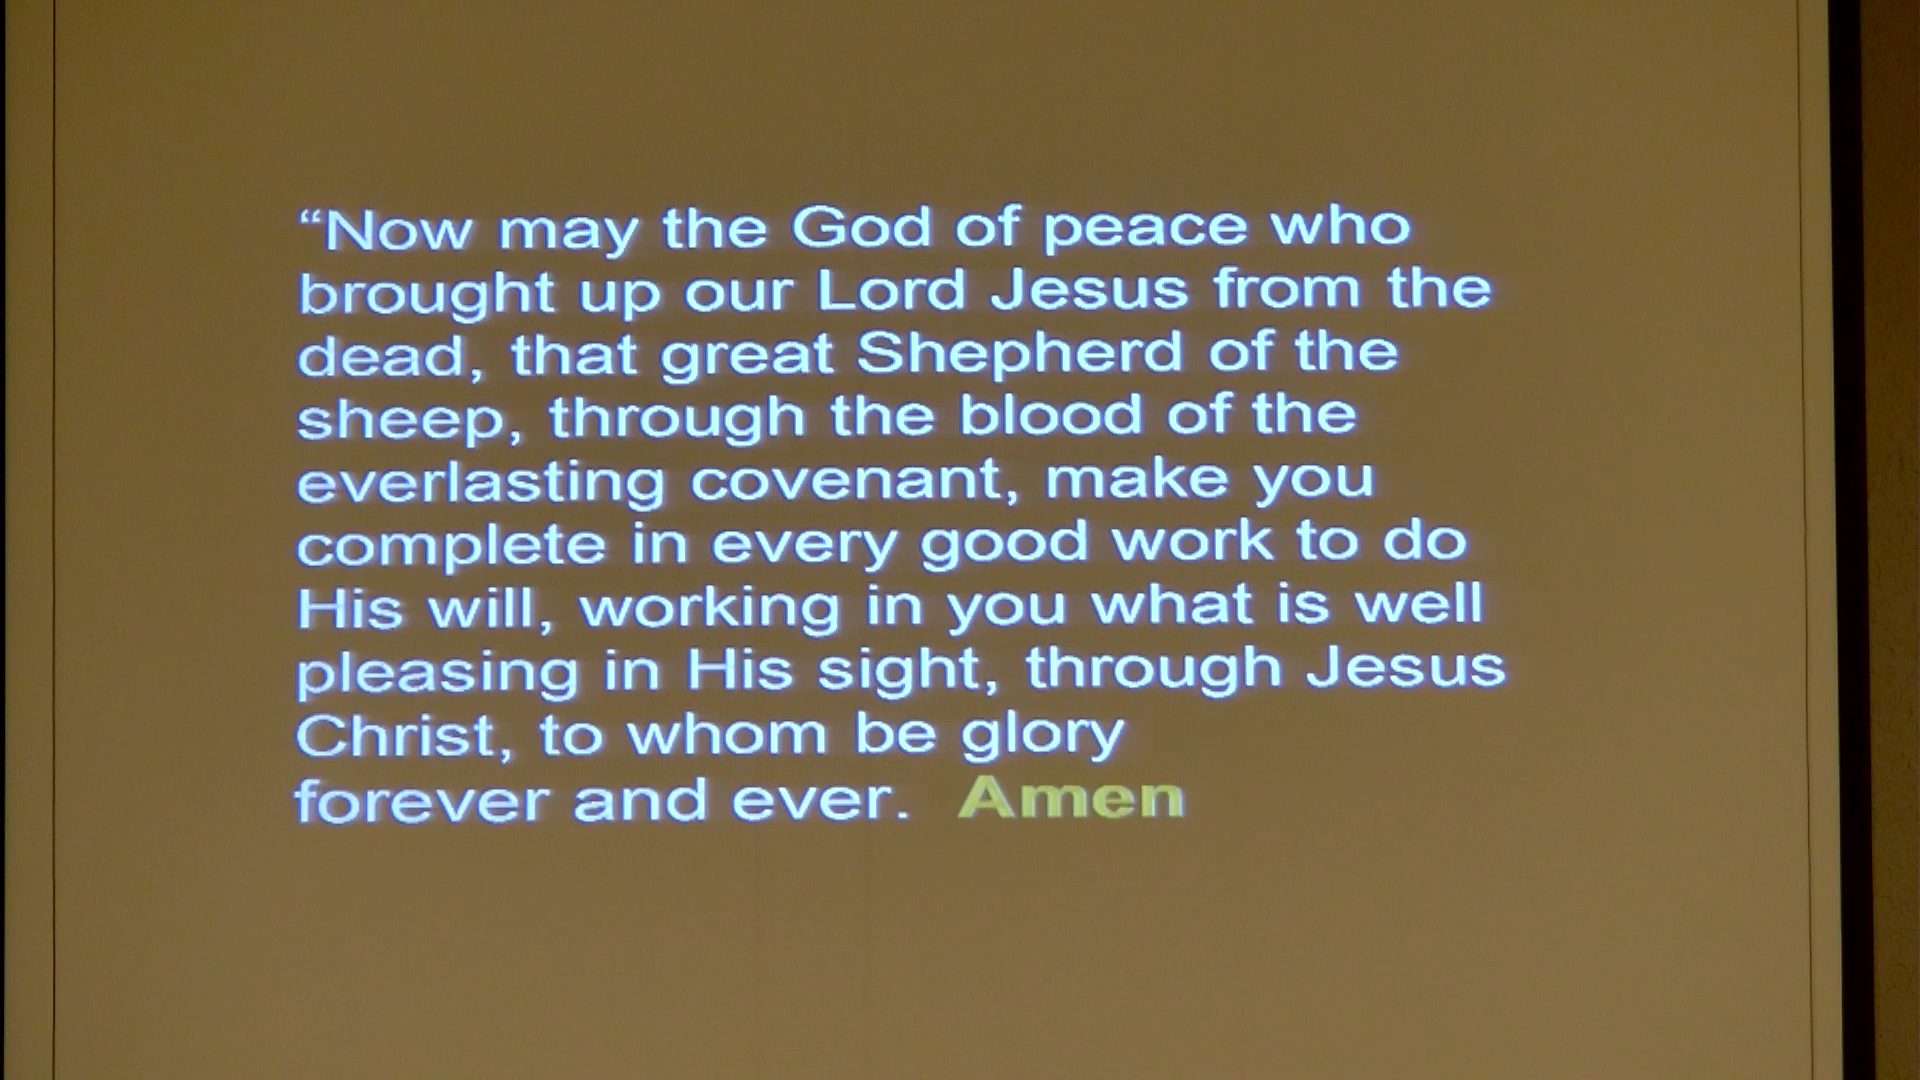 “Now may the God of peace who
brought up our Lord Jesus from the
dead, that great Shepherd of the
sheep, through the blood of the
everlasting covenant, make you
complete in every good work to do
His will, working in you what is well
pleasing in His sight, through Jesus
Christ, to whom be glory
forever and ever.  Amen